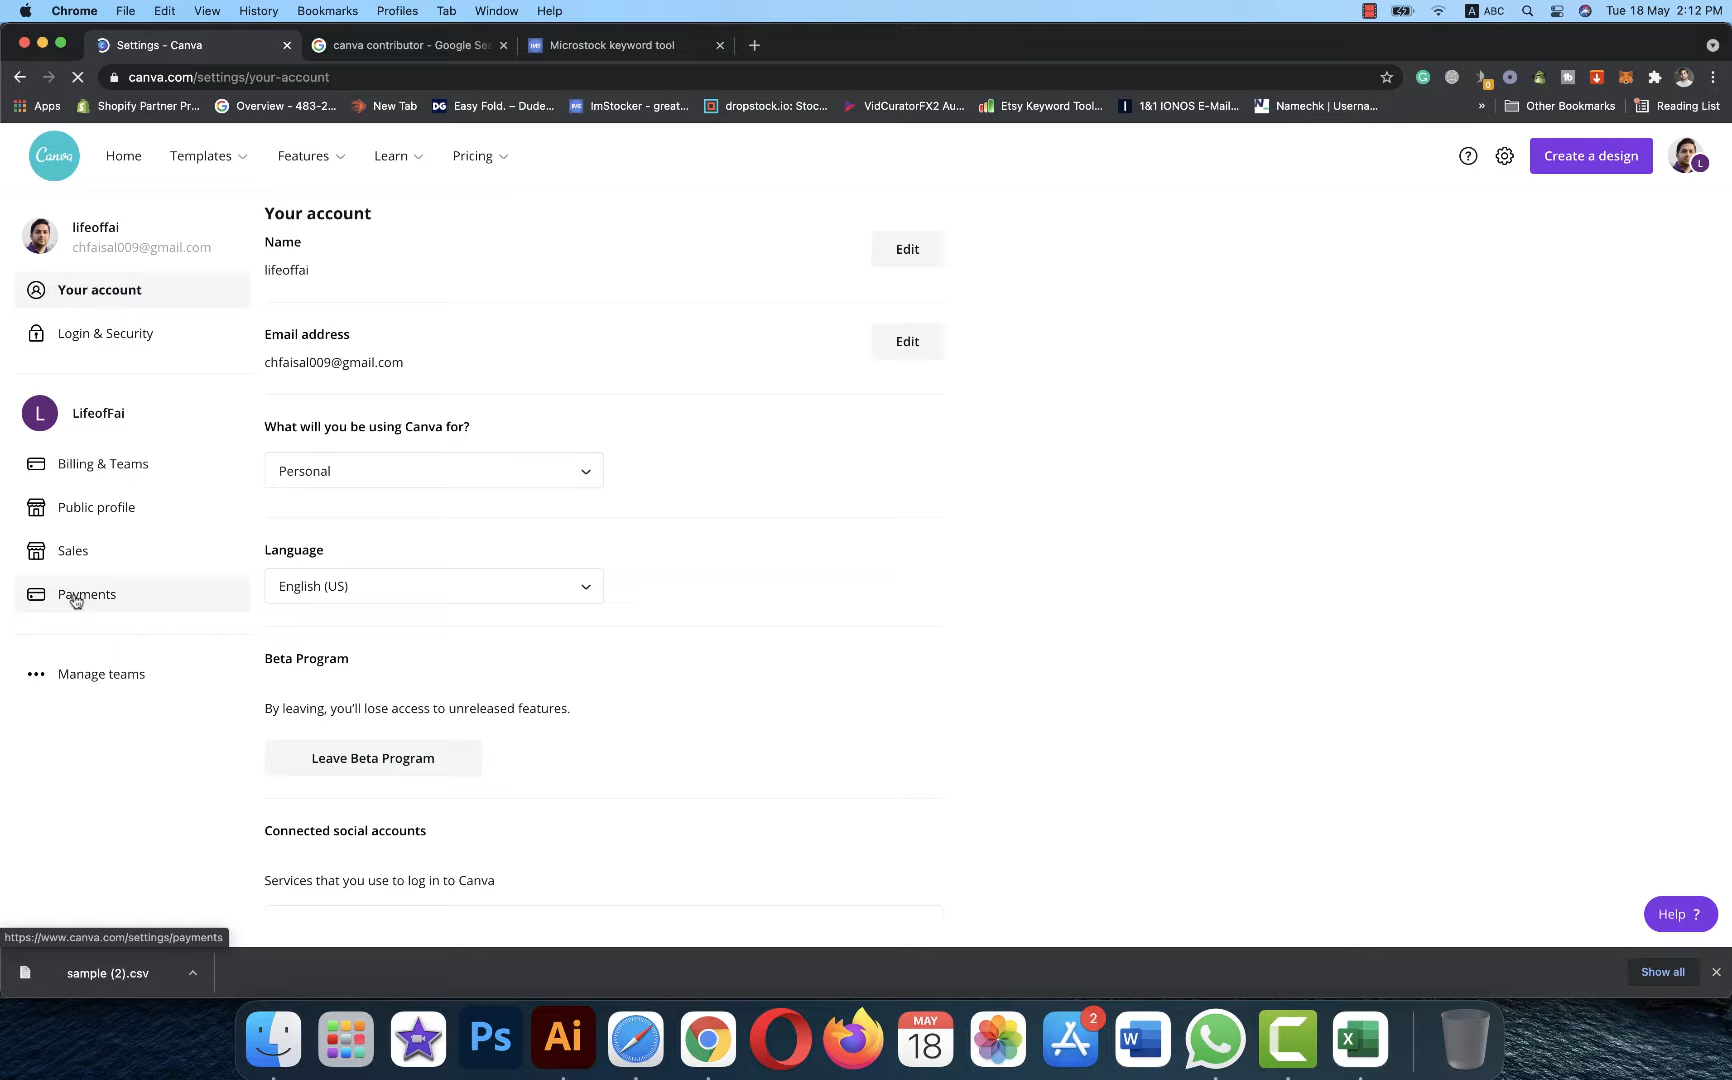 Chrome File Edit View History Bookmarks Profiles Tab Window Help A ABC Tue 18 May 2:12 PM
Settings - Canva canva contributor - Google Sea IMS Microstock keyword tool
canva.com/settings/your-account
Apps Shopify Partner Pr... Overview - 483-2... New Tab DG Easy Fold. – Dude... ImStocker - great... dropstock.io: Stoc... VidCuratorFX2 Au... Etsy Keyword Tool... 1&1 IONOS E-Mail... Namechk | Userna... » Other Bookmarks Reading List
Canva Home Templates Features Learn Pricing ? Create a design L
lifeoffai
chfaisal009@gmail.com
Your account
Login & Security
L LifeofFai
Billing & Teams
Public profile
Sales
Payments
Manage teams
Your account
Name
lifeoffai
Edit
Email address
chfaisal009@gmail.com
Edit
What will you be using Canva for?
Personal
Language
English (US)
Beta Program
By leaving, you’ll lose access to unreleased features.
Leave Beta Program
Connected social accounts
Services that you use to log in to Canva
Help ?
https://www.canva.com/settings/payments
sample (2).csv
Show all
Ps Ai MAY 18 2 W C X